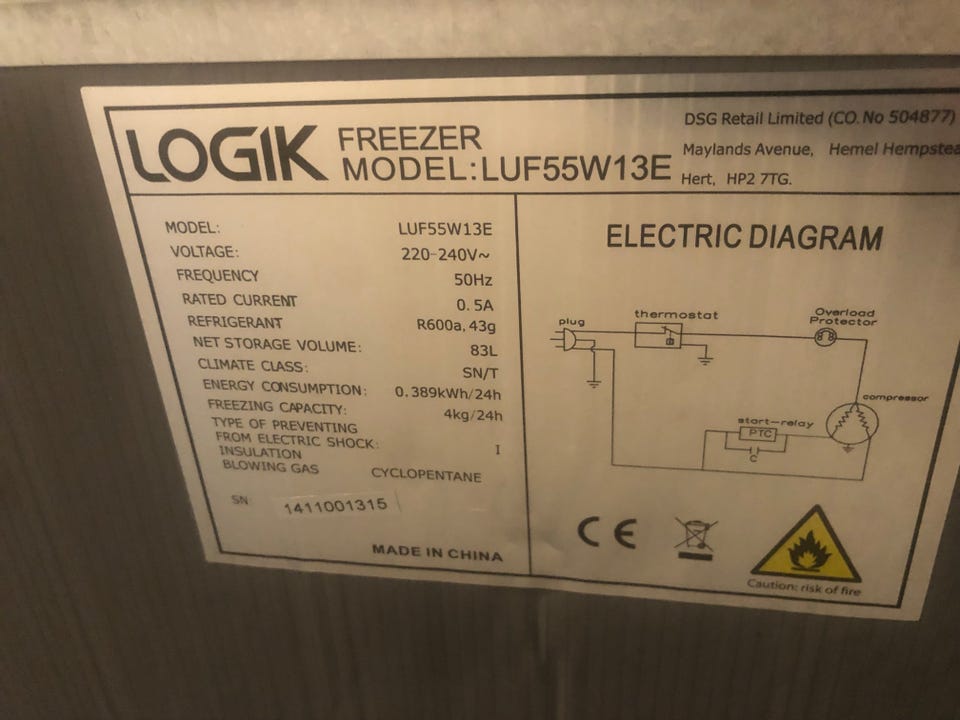 LOGIK
FREEZER
MODEL:LUF55W13E
DSG Retail Limited (CO. No 504877)
Maylands Avenue, Hemel
Hert, HP2 7TG.
MODEL: LUF55W13E
VOLTAGE: 220-240V~
FREQUENCY 50Hz
RATED CURRENT 0.5A
REFRIGERANT R600a, 43g
NET STORAGE VOLUME: 83L
CLIMATE CLASS: SN/T
ENERGY CONSUMPTION: 0.389kWh/24h
FREEZING CAPACITY: 4kg/24h
TYPE OF PREVENTING
FROM ELECTRIC SHOCK: I
INSULATION
BLOWING GAS CYCLOPENTANE
SN: 1411001315
MADE IN CHINA
ELECTRIC DIAGRAM
plug
thermostat
Overload
Protector
compressor
start-relay
PTC
C
CE
Caution: risk of fire